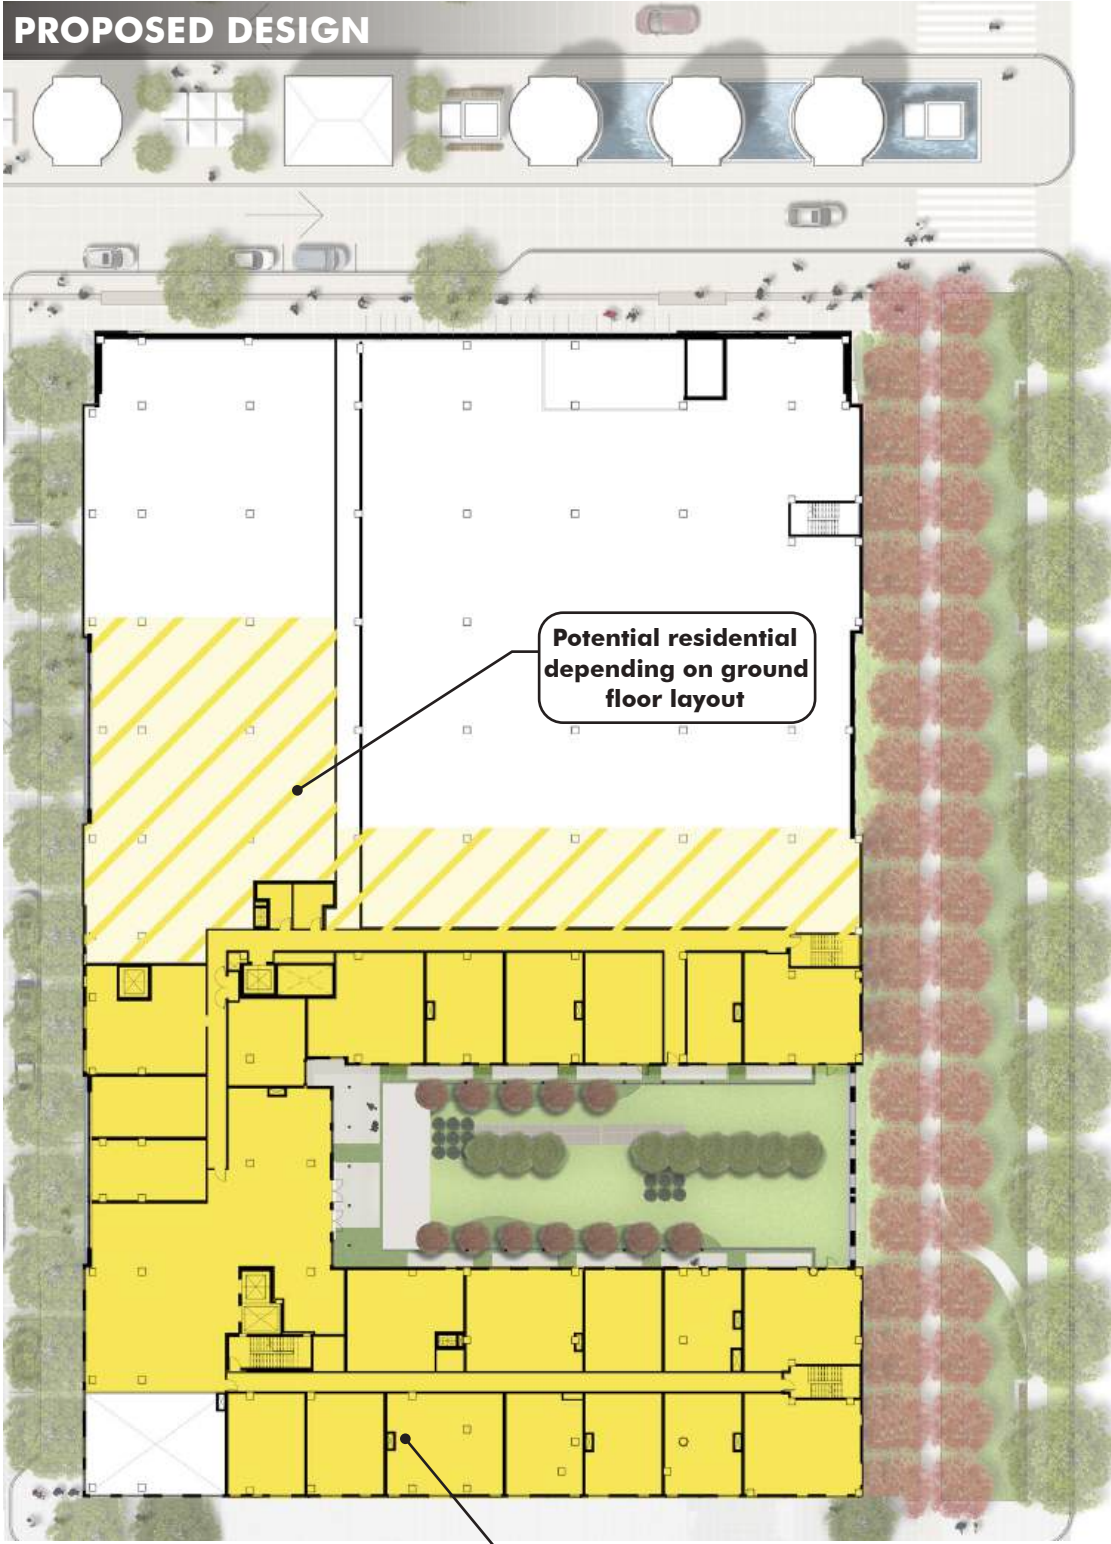 PROPOSED DESIGN
Potential residential
depending on ground
floor layout